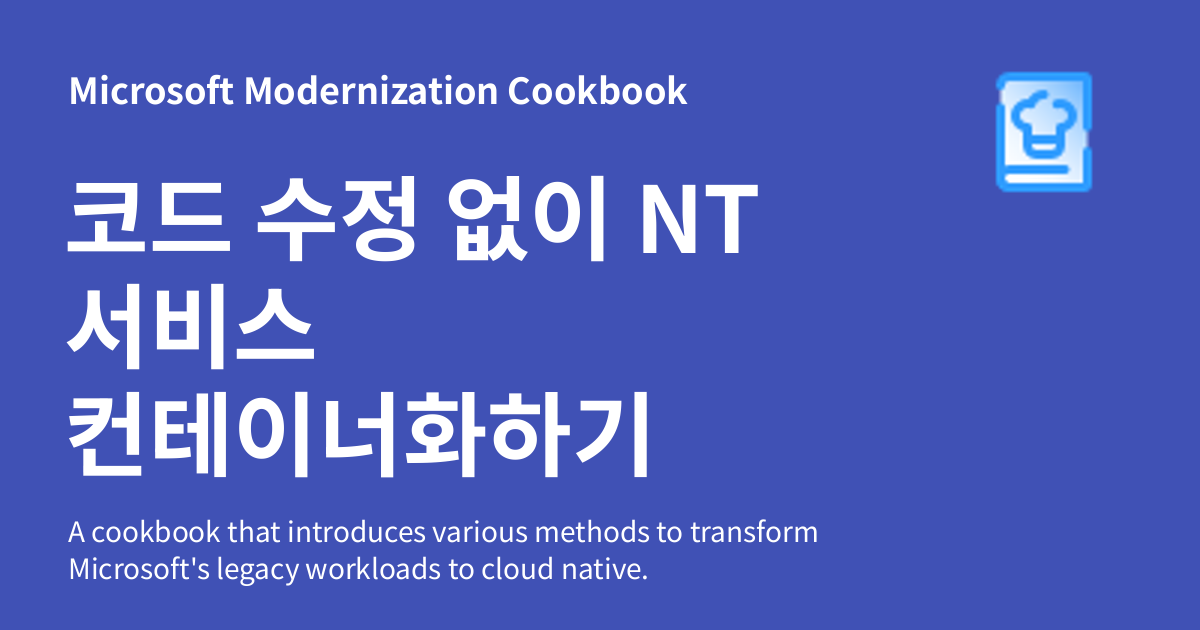 Microsoft Modernization Cookbook
코드 수정 없이 NT
서비스
컨테이너화하기
A cookbook that introduces various methods to transform
Microsoft's legacy workloads to cloud native.